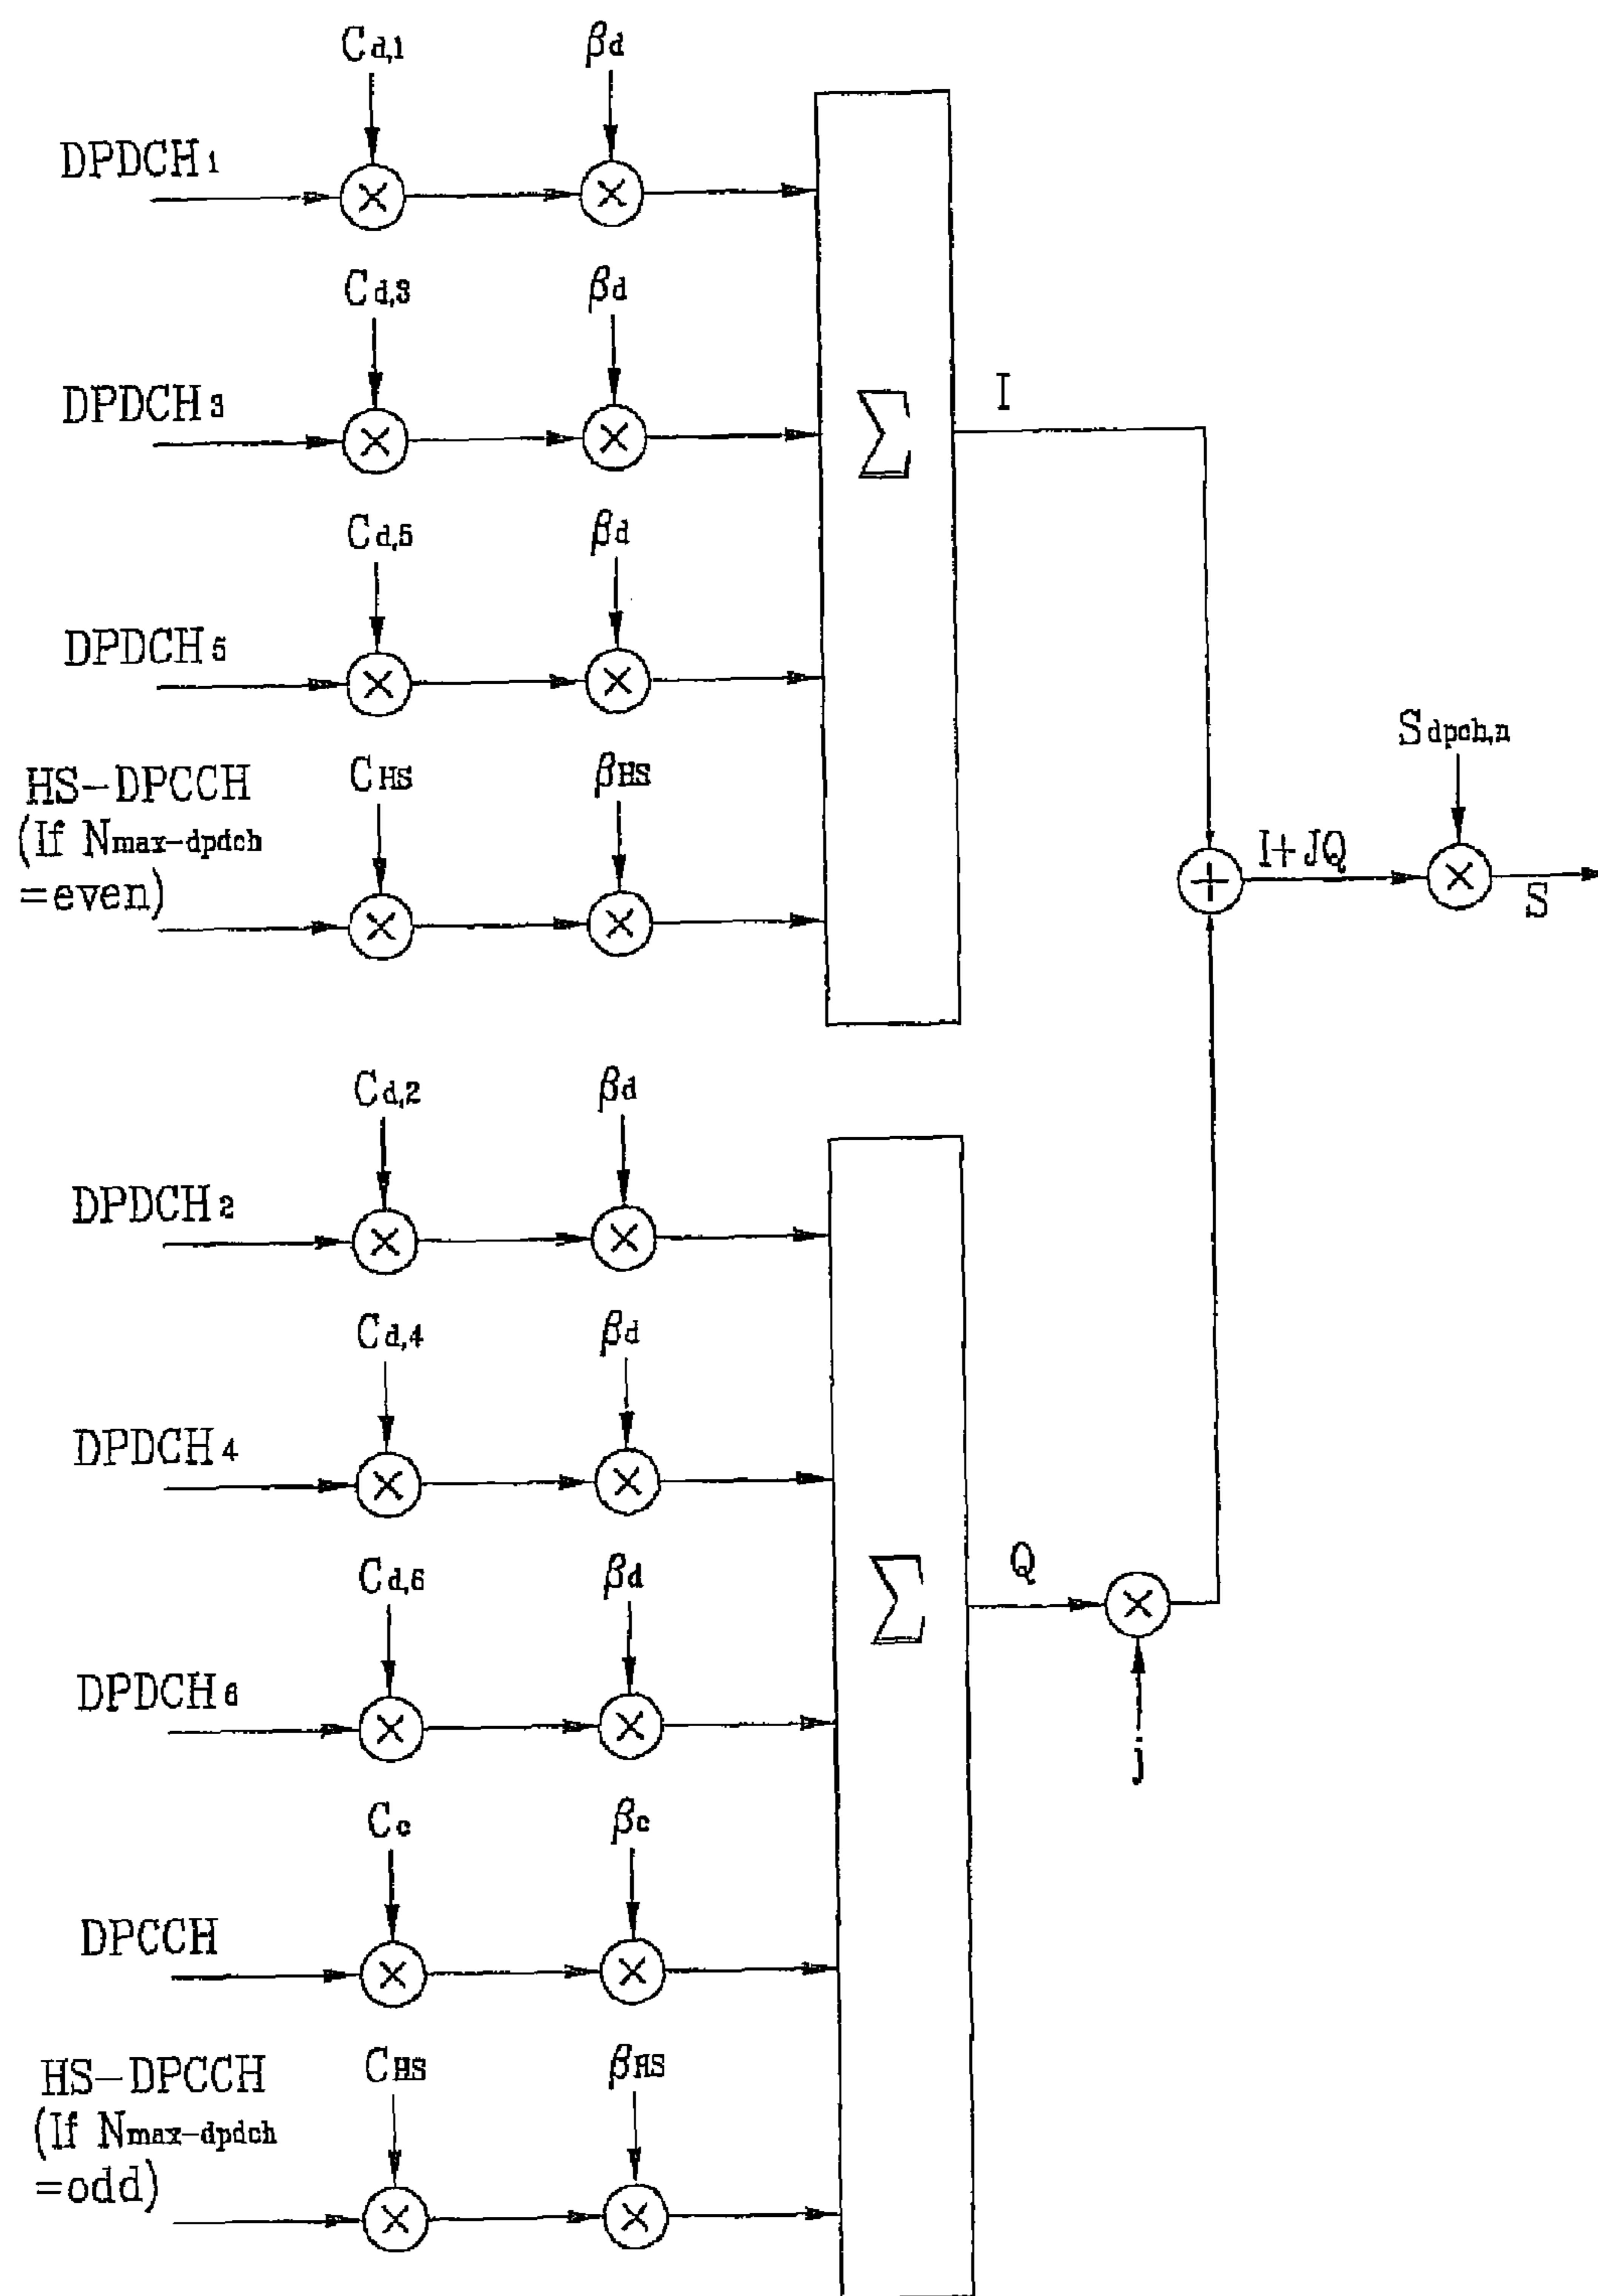 Cd,1 βd
DPDCH1
Cd,3 βd
DPDCH3
Σ
I
Cd,5 βd
DPDCH5
Sdpch,n
HS-DPCCH
(If Nmax-dpdch
=even)
CHS βHS
I+JQ
S
Cd,2 βd
DPDCH2
Cd,4 βd
DPDCH4
Cd,6 βd
Σ
Q
DPDCH6
j
Cc βc
DPCCH
HS-DPCCH
(If Nmax-dpdch
=odd)
CHS βHS